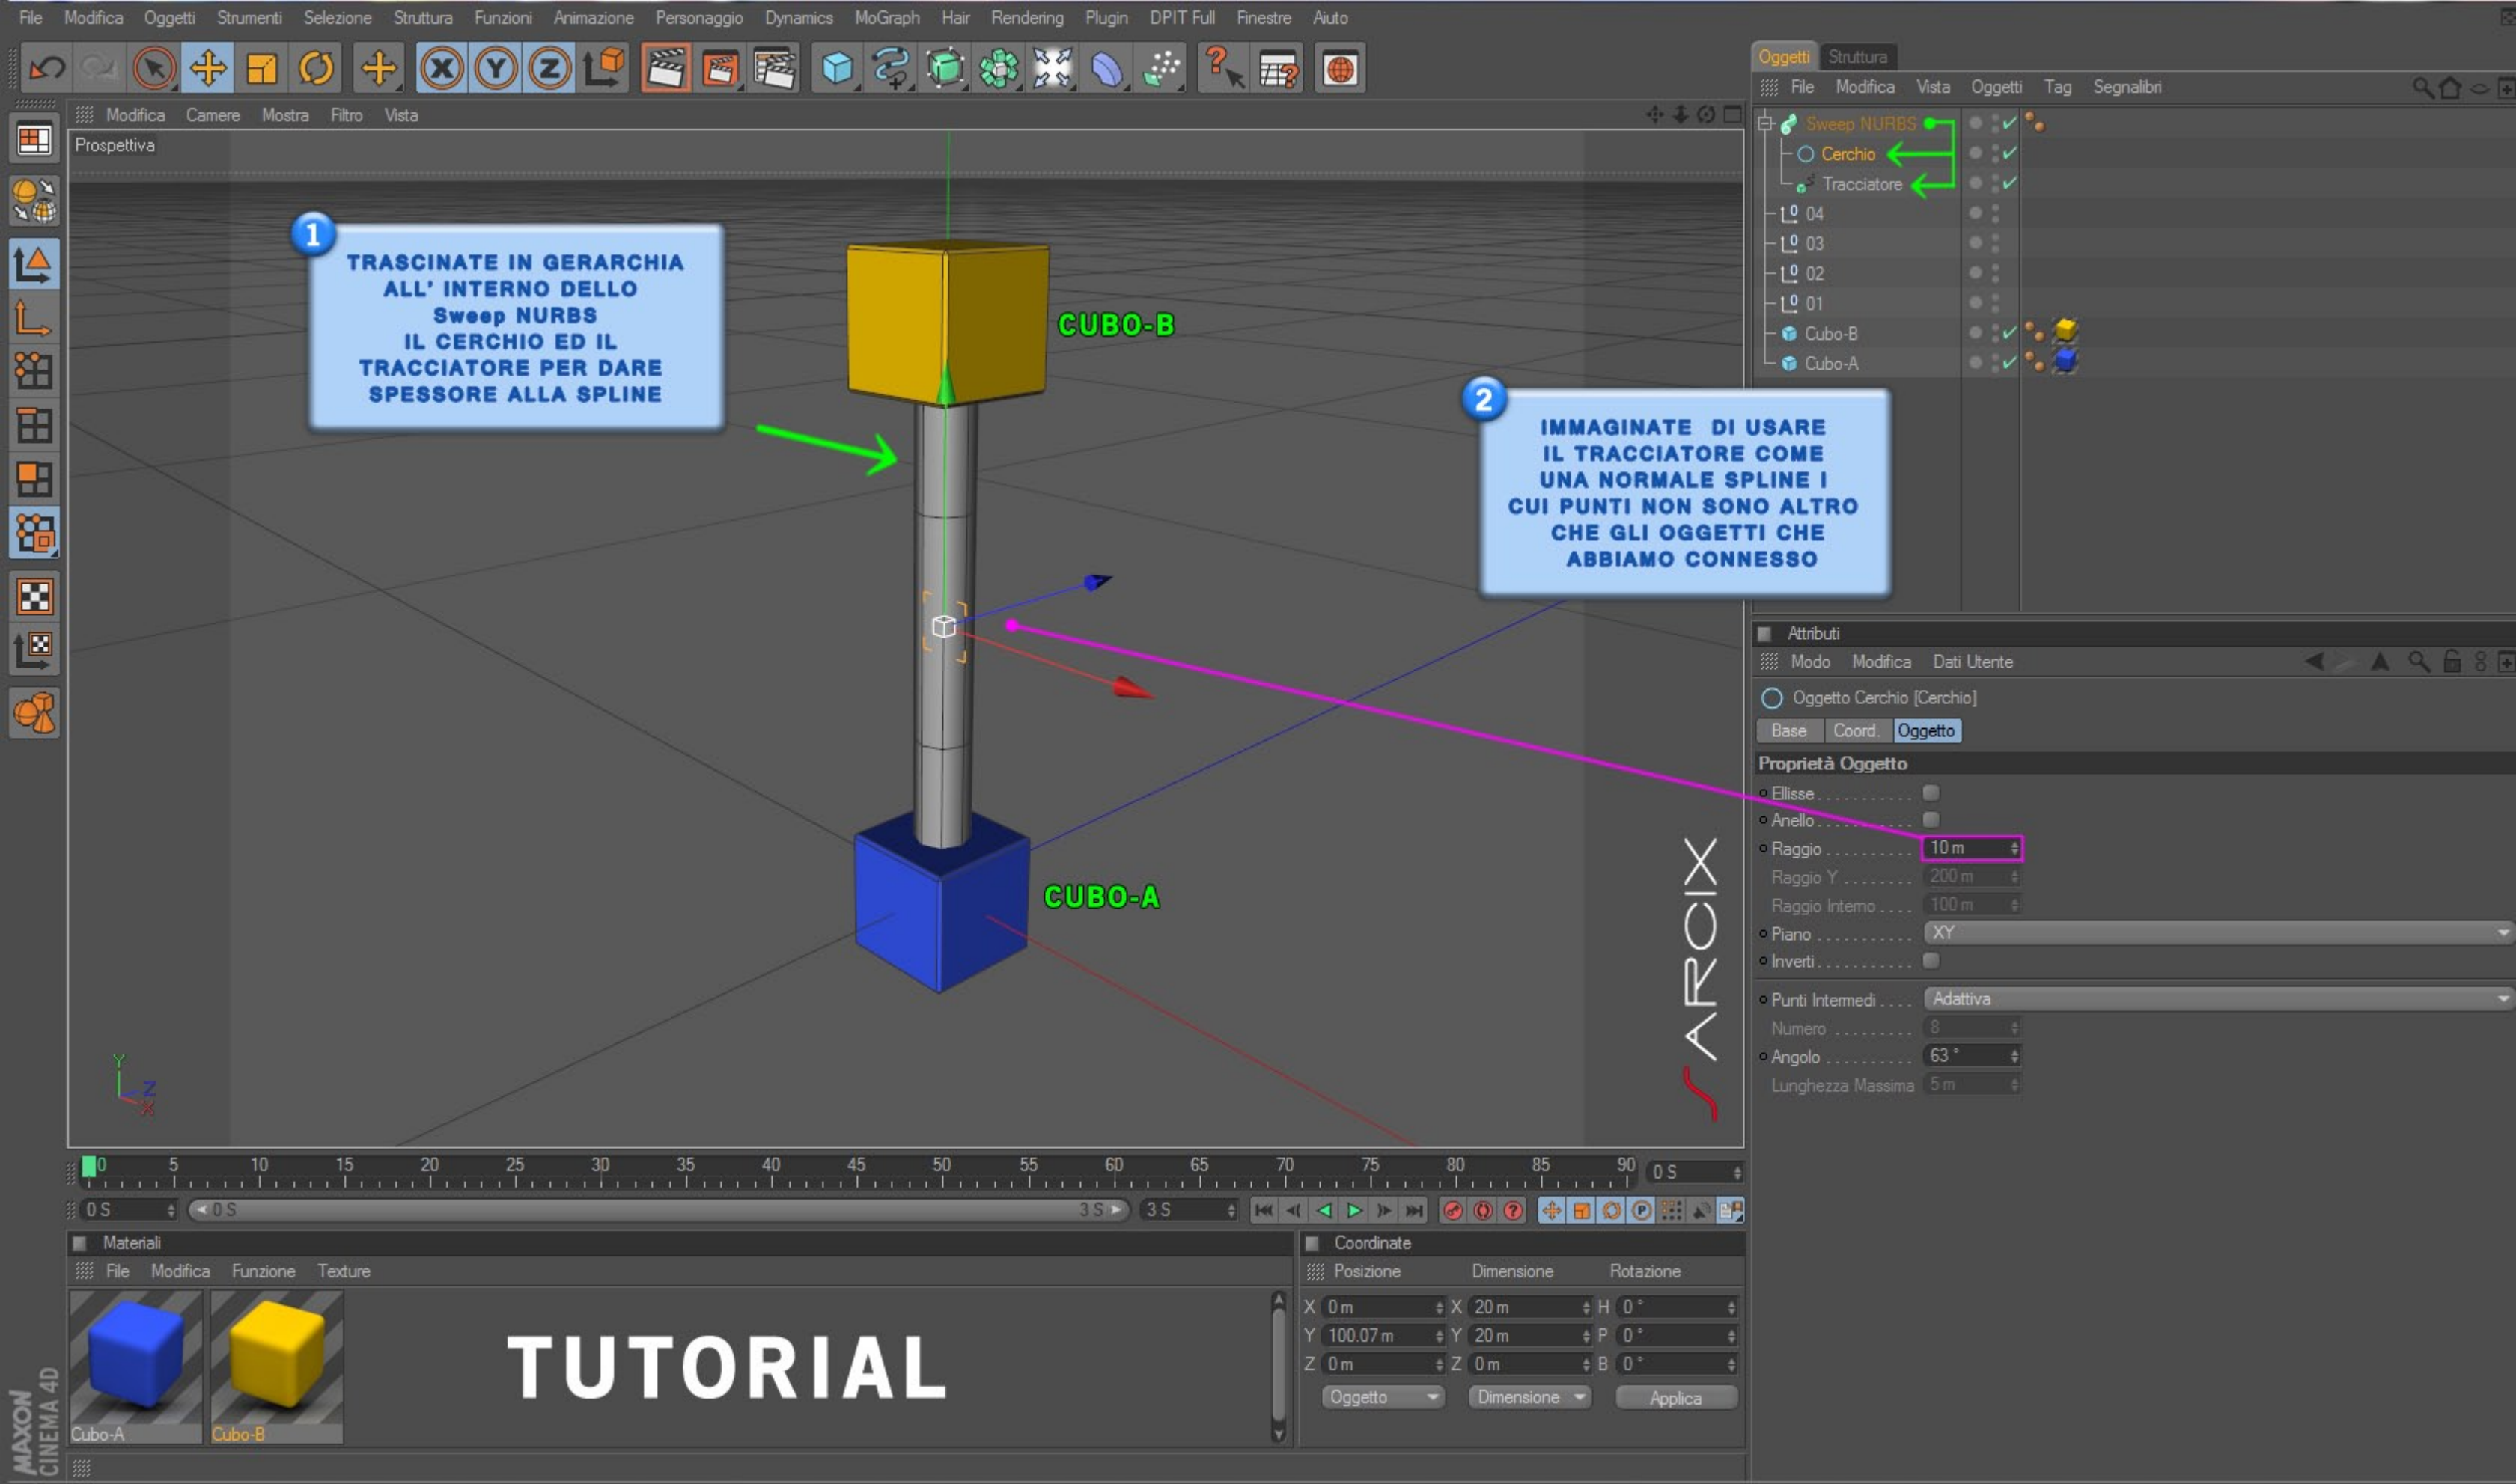 File Modifica Oggetti Strumenti Selezione Struttura Funzioni Animazione Personaggio Dynamics MoGraph Hair Rendering Plugin DPIT Full Finestre Aiuto
X Y Z
Modifica Camere Mostra Filtro Vista
Prospettiva
1
TRASCINATE IN GERARCHIA
ALL' INTERNO DELLO
Sweep NURBS
IL CERCHIO ED IL
TRACCIATORE PER DARE
SPESSORE ALLA SPLINE
CUBO-B
2
IMMAGINATE DI USARE
IL TRACCIATORE COME
UNA NORMALE SPLINE I
CUI PUNTI NON SONO ALTRO
CHE GLI OGGETTI CHE
ABBIAMO CONNESSO
CUBO-A
ARCIX
Y
Z
X
Oggetti Struttura
File Modifica Vista Oggetti Tag Segnalibri
Sweep NURBS
Cerchio
Tracciatore
04
03
02
01
Cubo-B
Cubo-A
Attributi
Modo Modifica Dati Utente
Oggetto Cerchio [Cerchio]
Base Coord. Oggetto
Proprietà Oggetto
Ellisse
Anello
Raggio 10 m
Raggio Y 200 m
Raggio Interno 100 m
Piano XY
Inverti
Punti Intermedi Adattiva
Numero 8
Angolo 63 °
Lunghezza Massima 5 m
0 5 10 15 20 25 30 35 40 45 50 55 60 65 70 75 80 85 90 0 S
0 S 0 S 3 S 3 S
Materiali
File Modifica Funzione Texture
Cubo-A Cubo-B
TUTORIAL
Coordinate
Posizione Dimensione Rotazione
X 0 m X 20 m H 0 °
Y 100.07 m Y 20 m P 0 °
Z 0 m Z 0 m B 0 °
Oggetto Dimensione Applica
MAXON
CINEMA 4D